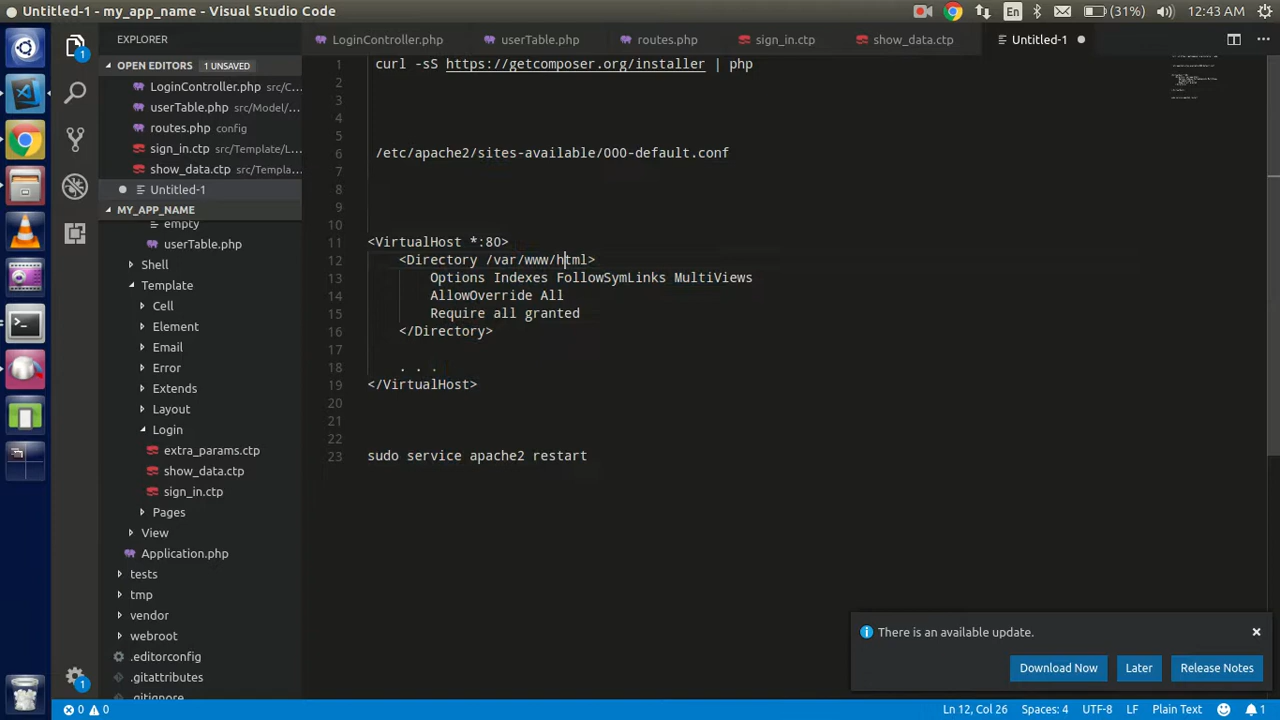 Untitled-1 - my_app_name - Visual Studio Code
En
(31%)
12:43 AM
EXPLORER
LoginController.php
userTable.php
routes.php
sign_in.ctp
show_data.ctp
Untitled-1
1
OPEN EDITORS
1 UNSAVED
LoginController.php src/C...
userTable.php src/Model/...
routes.php config
sign_in.ctp src/Template/L...
show_data.ctp src/Templa...
Untitled-1
MY_APP_NAME
empty
userTable.php
Shell
Template
Cell
Element
Email
Error
Extends
Layout
Login
extra_params.ctp
show_data.ctp
sign_in.ctp
Pages
View
Application.php
tests
tmp
vendor
webroot
.editorconfig
.gitattributes
.gitignore
1
1 curl -sS https://getcomposer.org/installer | php
2
3
4
5
6 /etc/apache2/sites-available/000-default.conf
7
8
9
10
11 <VirtualHost *:80>
12 <Directory /var/www/html>
13 Options Indexes FollowSymLinks MultiViews
14 AllowOverride All
15 Require all granted
16 </Directory>
17
18 . . .
19 </VirtualHost>
20
21
22
23 sudo service apache2 restart
There is an available update.
Download Now
Later
Release Notes
0 0
Ln 12, Col 26
Spaces: 4
UTF-8
LF
Plain Text
1